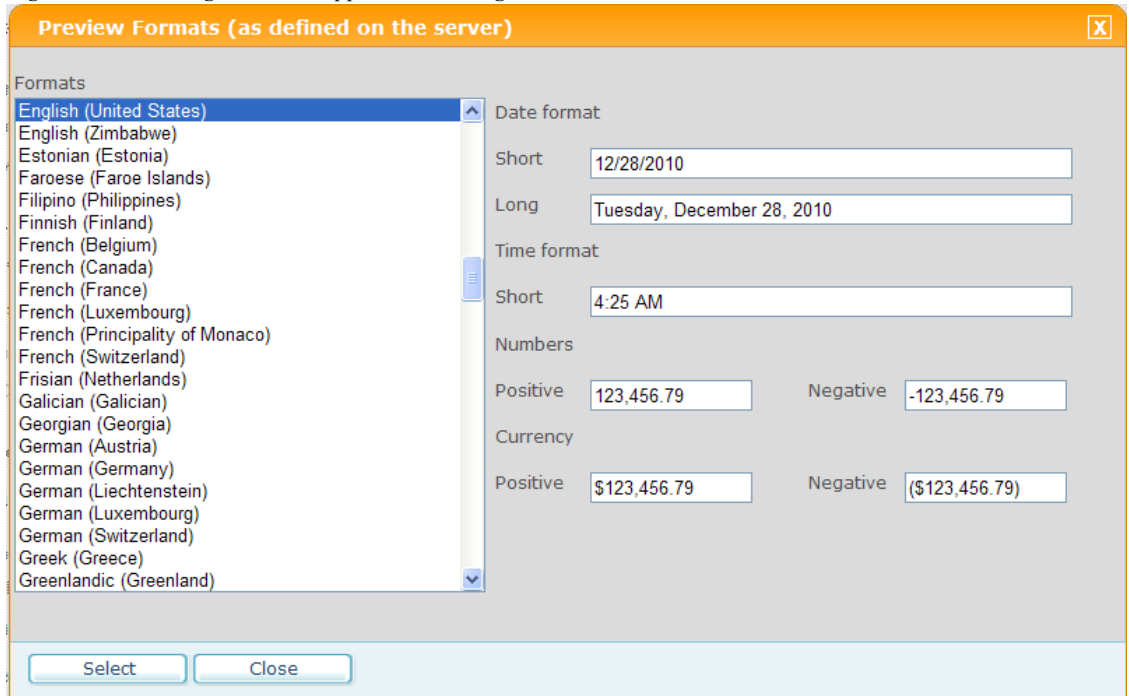 Preview Formats (as defined on the server)
X
Formats
English (United States)
English (Zimbabwe)
Estonian (Estonia)
Faroese (Faroe Islands)
Filipino (Philippines)
Finnish (Finland)
French (Belgium)
French (Canada)
French (France)
French (Luxembourg)
French (Principality of Monaco)
French (Switzerland)
Frisian (Netherlands)
Galician (Galician)
Georgian (Georgia)
German (Austria)
German (Germany)
German (Liechtenstein)
German (Luxembourg)
German (Switzerland)
Greek (Greece)
Greenlandic (Greenland)
Date format
Short 12/28/2010
Long Tuesday, December 28, 2010
Time format
Short 4:25 AM
Numbers
Positive 123,456.79 Negative -123,456.79
Currency
Positive $123,456.79 Negative ($123,456.79)
Select Close